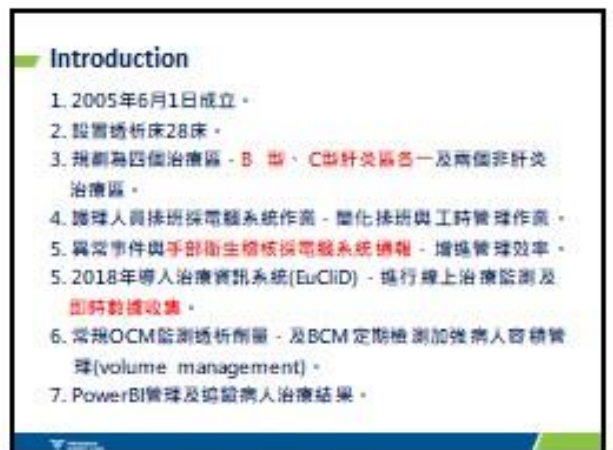 Introduction
1. 2005年6月1日成立。
2. 設置透析床28床。
3. 規劃為四個治療區，B 型、C型肝炎區各一及兩個非肝炎
治療區。
4. 護理人員排班採電腦系統作業，簡化排班與工時管理作業。
5. 異常事件與手部衛生稽核採電腦系統通報，增進管理效率。
5. 2018年導入治療資訊系統(EuCliD)，進行線上治療監測及
即時數據收集。
6. 常規OCM監測透析劑量，及BCM定期檢測加強病人容積管
理(volume management)。
7. PowerBI管理及追蹤病人治療結果。